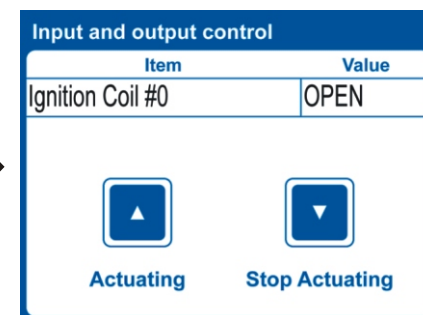 Input and output control
Item Value
Ignition Coil #0 OPEN
▲ ▼
Actuating Stop Actuating